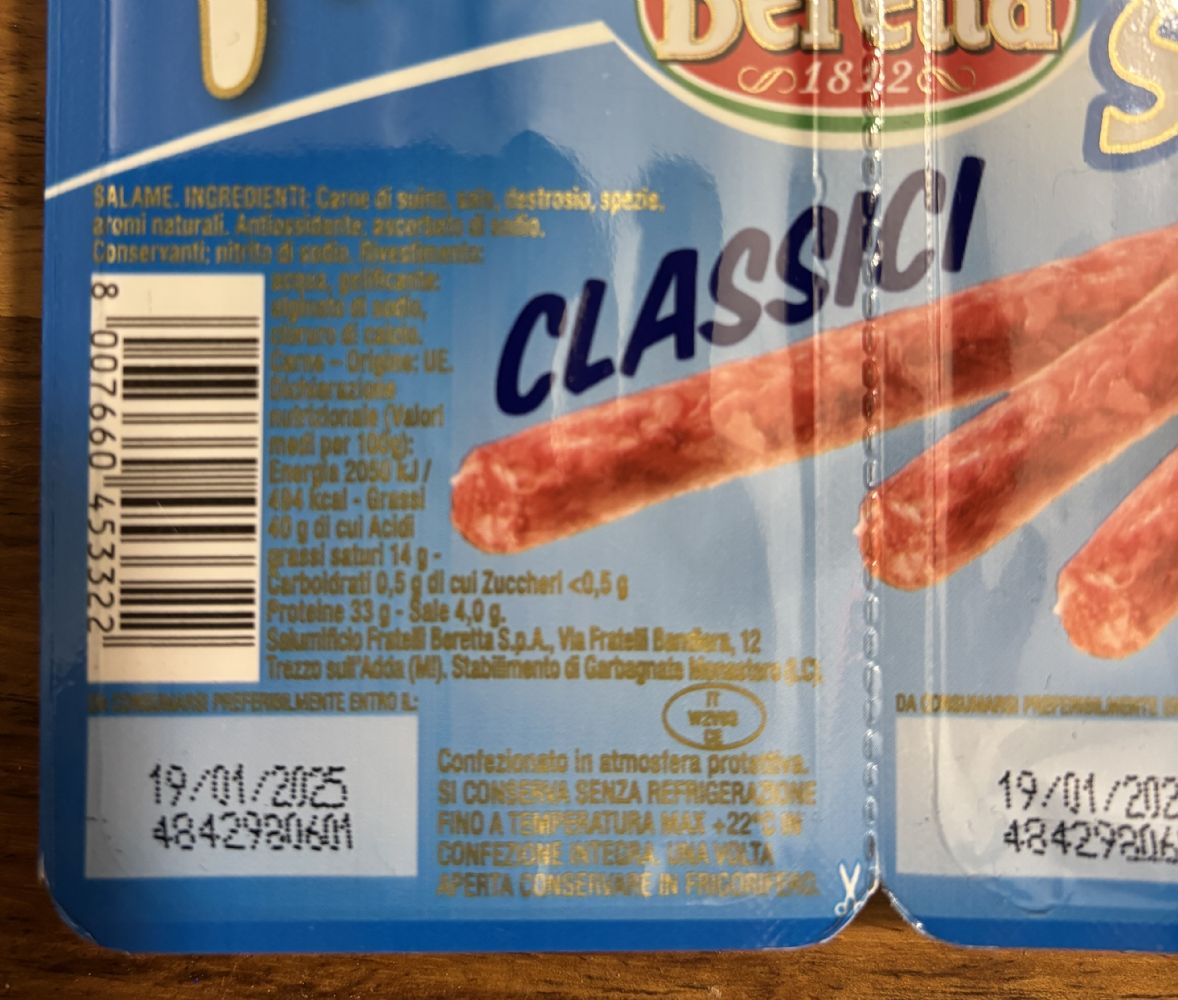 Beretta
1812
CLASSICI
SALAME. INGREDIENTI: Carne di suino, sale, destrosio, spezie,
aromi naturali. Antiossidante: ascorbato di sodio.
Conservanti: nitrito di sodio. Rivestimento:
acqua, gelificante:
alginato di sodio,
cloruro di calcio.
Carne - Origine: UE.
Dichiarazione
nutrizionale (Valori
medi per 100g):
Energia 2050 kJ /
494 kcal - Grassi
40 g di cui Acidi
grassi saturi 14 g -
Carboidrati 0,5 g di cui Zuccheri <0,5 g
Proteine 33 g - Sale 4,0 g.
Salumificio Fratelli Beretta S.p.A., Via Fratelli Bandiera, 12
Trezzo sull'Adda (MI). Stabilimento di Garbagnate Monastero (LC)
8 007660 453322
DA CONSUMARSI PREFERIBILMENTE ENTRO IL:
19/01/2025
4842980601
IT
CE
Confezionato in atmosfera protettiva.
SI CONSERVA SENZA REFRIGERAZIONE
FINO A TEMPERATURA MAX +22°C IN
CONFEZIONE INTEGRA. UNA VOLTA
APERTA CONSERVARE IN FRIGORIFERO.
DA CONSUMARSI PREFERIBILMENTE
19/01/202
48429806